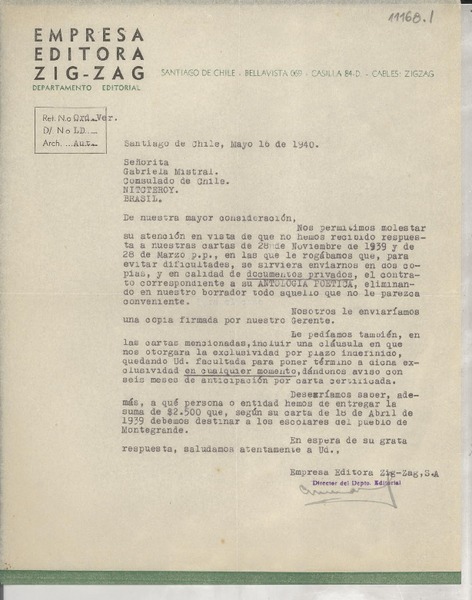 11168.1
EMPRESA
EDITORA
ZIG-ZAG
DEPARTAMENTO EDITORIAL
SANTIAGO DE CHILE - BELLAVISTA 069 - CASILLA 84-D. - CABLES: ZIGZAG
Ref. N.o Ord.Ver.
D/ N.o LD
Arch. Aut.
Santiago de Chile, Mayo 16 de 1940.
Señorita
Gabriela Mistral.
Consulado de Chile.
NITCTEROY.
BRASIL.
De nuestra mayor consideración,
Nos permitimos molestar
su atención en vista de que no hemos recibido respues-
ta a nuestras cartas de 28 de Noviembre de 1939 y de
28 de Marzo p.p., en las que le rogábamos que, para
evitar dificultades, se sirviera enviarnos en dos co-
pias, y en calidad de documentos privados, el contra-
to correspondiente a su ANTOLOGIA POETICA, eliminan-
do en nuestro borrador todo aquello que no le parezca
conveniente.
Nosotros le enviaríamos
una copia firmada por nuestro Gerente.
Le pedíamos también, en
las cartas mencionadas, incluir una cláusula en que
nos otorgara la exclusividad por plazo indefinido,
quedando Ud. facultada para poner término a dicha ex-
clusividad en cualquier momento, dándonos aviso con
seis meses de anticipación por carta certificada.
Desearíamos saber, ade-
más, a qué persona o entidad hemos de entregar la
suma de $2.500 que, según su carta de 18 de Abril de
1939 debemos destinar a los escolares del pueblo de
Montegrande.
En espera de su grata
respuesta, saludamos atentamente a Ud.,
Empresa Editora Zig-Zag, S.A
Director del Depto. Editorial